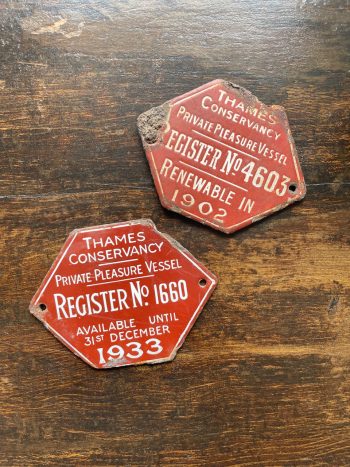 THAMES
CONSERVANCY
PRIVATE PLEASURE VESSEL
REGISTER No 4603
RENEWABLE IN
1902
THAMES
CONSERVANCY
PRIVATE PLEASURE VESSEL
REGISTER No. 1660
AVAILABLE UNTIL
31ST DECEMBER
1933